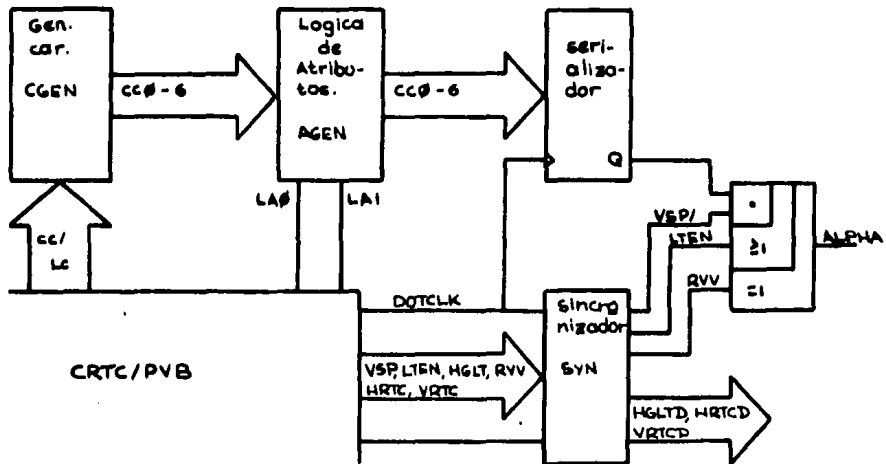 Gen.
car.
CGEN
CCØ-6
Logica
de
Atribu-
tos.
AGEN
CCØ-6
seri-
alizo-
dor
Q
CC/
LC
LAØ
LA1
VSP/
LTEN
RVV
•
≥1
=1
ALPHA
DOTCLK
CRTC/PVB
VSP, LTEN, HGLT, RVV
HRTC, VRTC
sincro
nizador
SYN
HGLTD, HRTCD
VRTCD